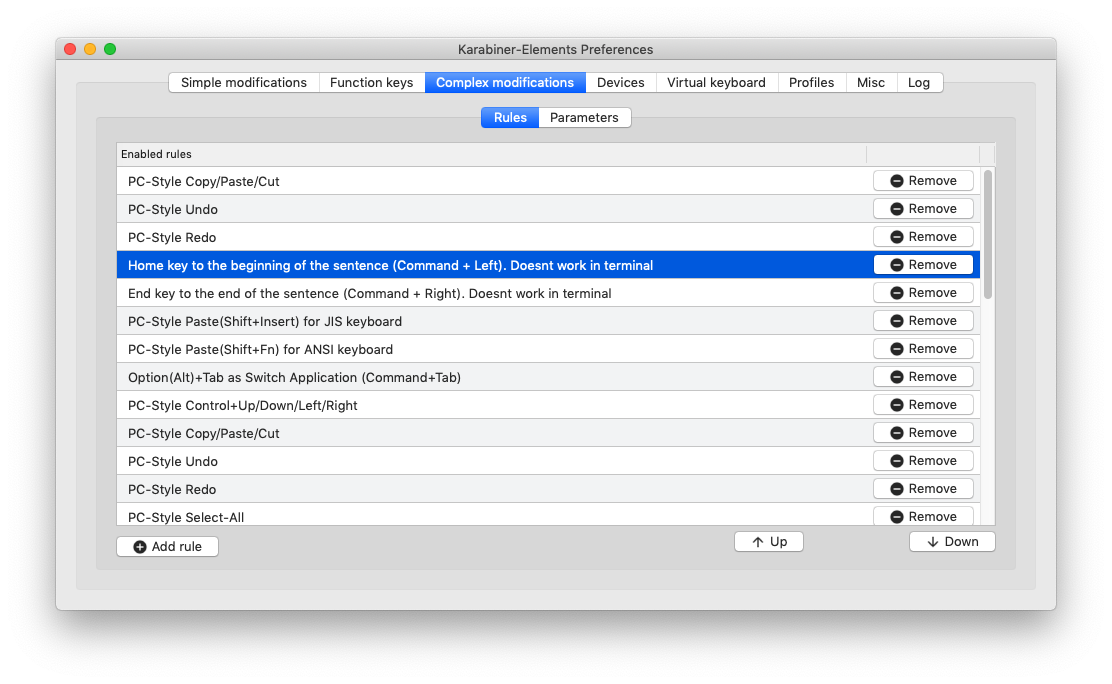 Karabiner-Elements Preferences
Simple modifications Function keys Complex modifications Devices Virtual keyboard Profiles Misc Log
Rules Parameters
Enabled rules
PC-Style Copy/Paste/Cut Remove
PC-Style Undo Remove
PC-Style Redo Remove
Home key to the beginning of the sentence (Command + Left). Doesnt work in terminal Remove
End key to the end of the sentence (Command + Right). Doesnt work in terminal Remove
PC-Style Paste(Shift+Insert) for JIS keyboard Remove
PC-Style Paste(Shift+Fn) for ANSI keyboard Remove
Option(Alt)+Tab as Switch Application (Command+Tab) Remove
PC-Style Control+Up/Down/Left/Right Remove
PC-Style Copy/Paste/Cut Remove
PC-Style Undo Remove
PC-Style Redo Remove
PC-Style Select-All Remove
Add rule Up Down